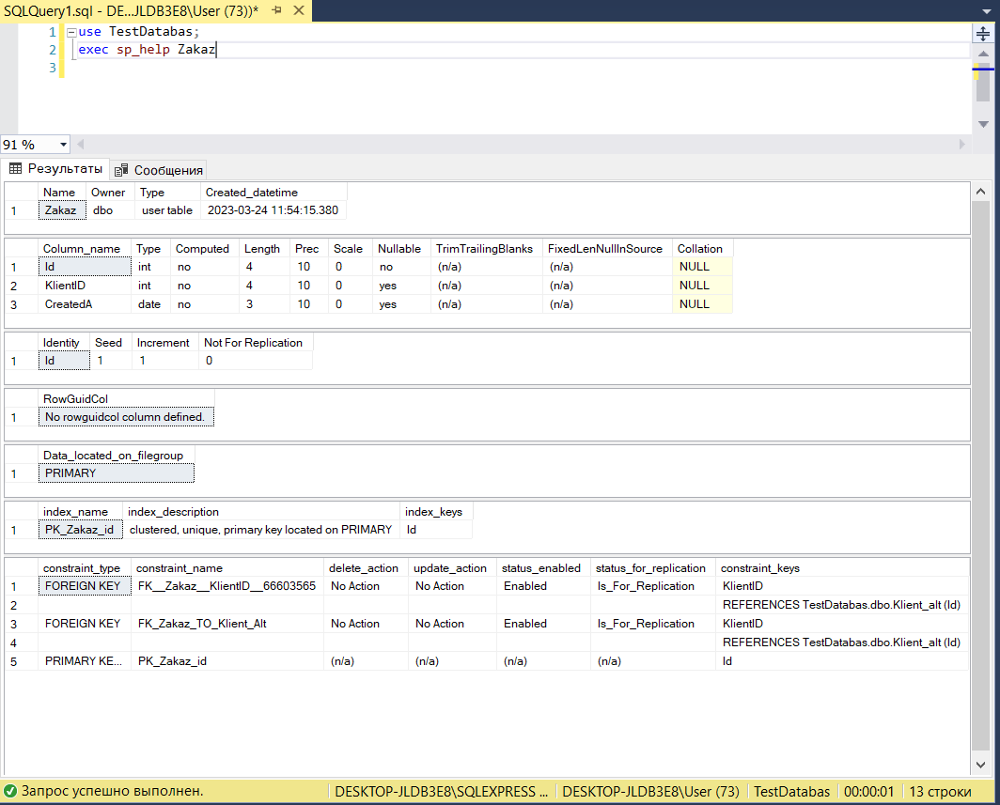 SQLQuery1.sql - DE...JLDB3E8\User (73))*
1 use TestDatabas;
2 exec sp_help Zakaz
3
91 %
Результаты Сообщения
Name Owner Type Created_datetime
1 Zakaz dbo user table 2023-03-24 11:54:15.380
Column_name Type Computed Length Prec Scale Nullable TrimTrailingBlanks FixedLenNullInSource Collation
1 Id int no 4 10 0 no (n/a) (n/a) NULL
2 KlientID int no 4 10 0 yes (n/a) (n/a) NULL
3 CreatedA date no 3 10 0 yes (n/a) (n/a) NULL
Identity Seed Increment Not For Replication
1 Id 1 1 0
RowGuidCol
1 No rowguidcol column defined.
Data_located_on_filegroup
1 PRIMARY
index_name index_description index_keys
1 PK_Zakaz_id clustered, unique, primary key located on PRIMARY Id
constraint_type constraint_name delete_action update_action status_enabled status_for_replication constraint_keys
1 FOREIGN KEY FK__Zakaz__KlientID__66603565 No Action No Action Enabled Is_For_Replication KlientID
2 REFERENCES TestDatabas.dbo.Klient_alt (Id)
3 FOREIGN KEY FK_Zakaz_TO_Klient_Alt No Action No Action Enabled Is_For_Replication KlientID
4 REFERENCES TestDatabas.dbo.Klient_alt (Id)
5 PRIMARY KE... PK_Zakaz_id (n/a) (n/a) (n/a) (n/a) Id
Запрос успешно выполнен. DESKTOP-JLDB3E8\SQLEXPRESS ... DESKTOP-JLDB3E8\User (73) TestDatabas 00:00:01 13 строки